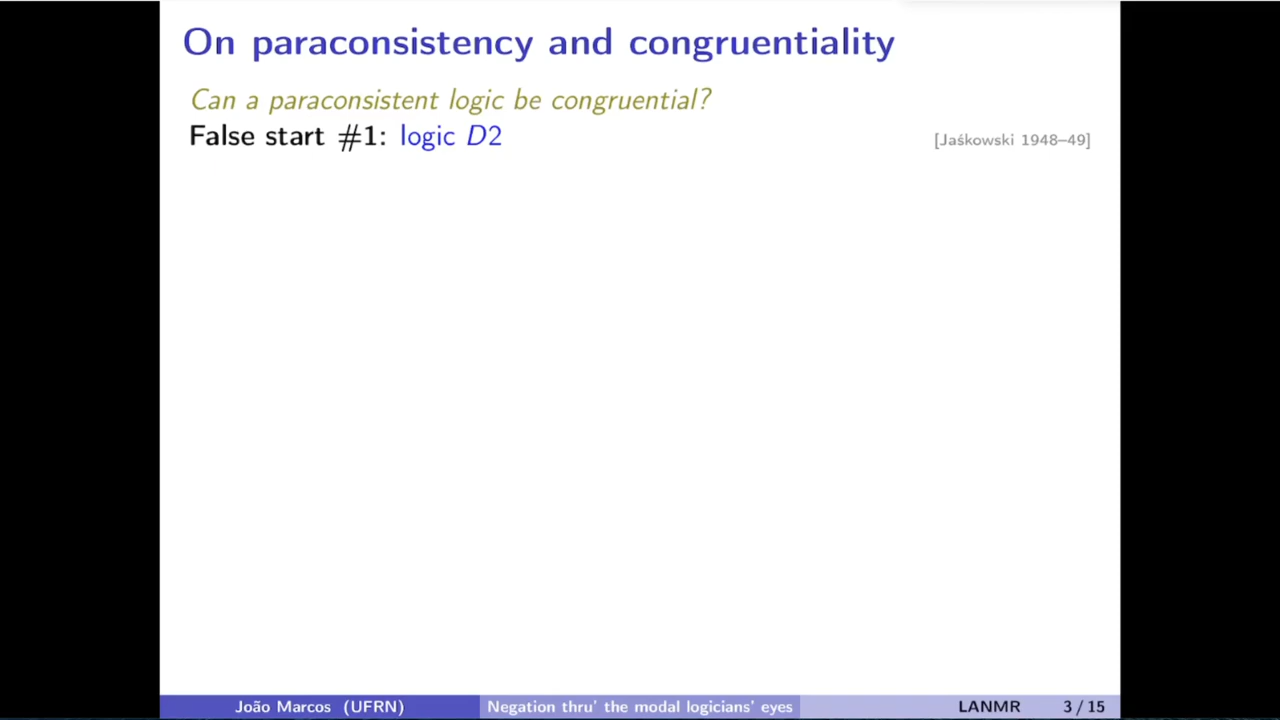 On paraconsistency and congruentiality
Can a paraconsistent logic be congruential?
False start #1: logic D2 [Jaśkowski 1948–49]
João Marcos (UFRN) Negation thru' the modal logicians' eyes LANMR 3 / 15